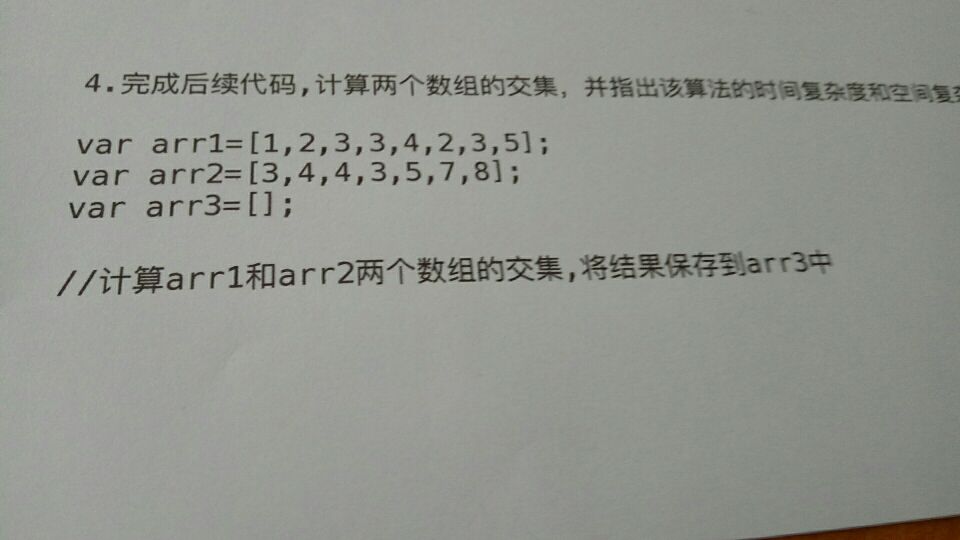 4.完成后续代码,计算两个数组的交集，并指出该算法的时间复杂度和空间复
var arr1=[1,2,3,3,4,2,3,5];
var arr2=[3,4,4,3,5,7,8];
var arr3=[];
//计算arr1和arr2两个数组的交集,将结果保存到arr3中